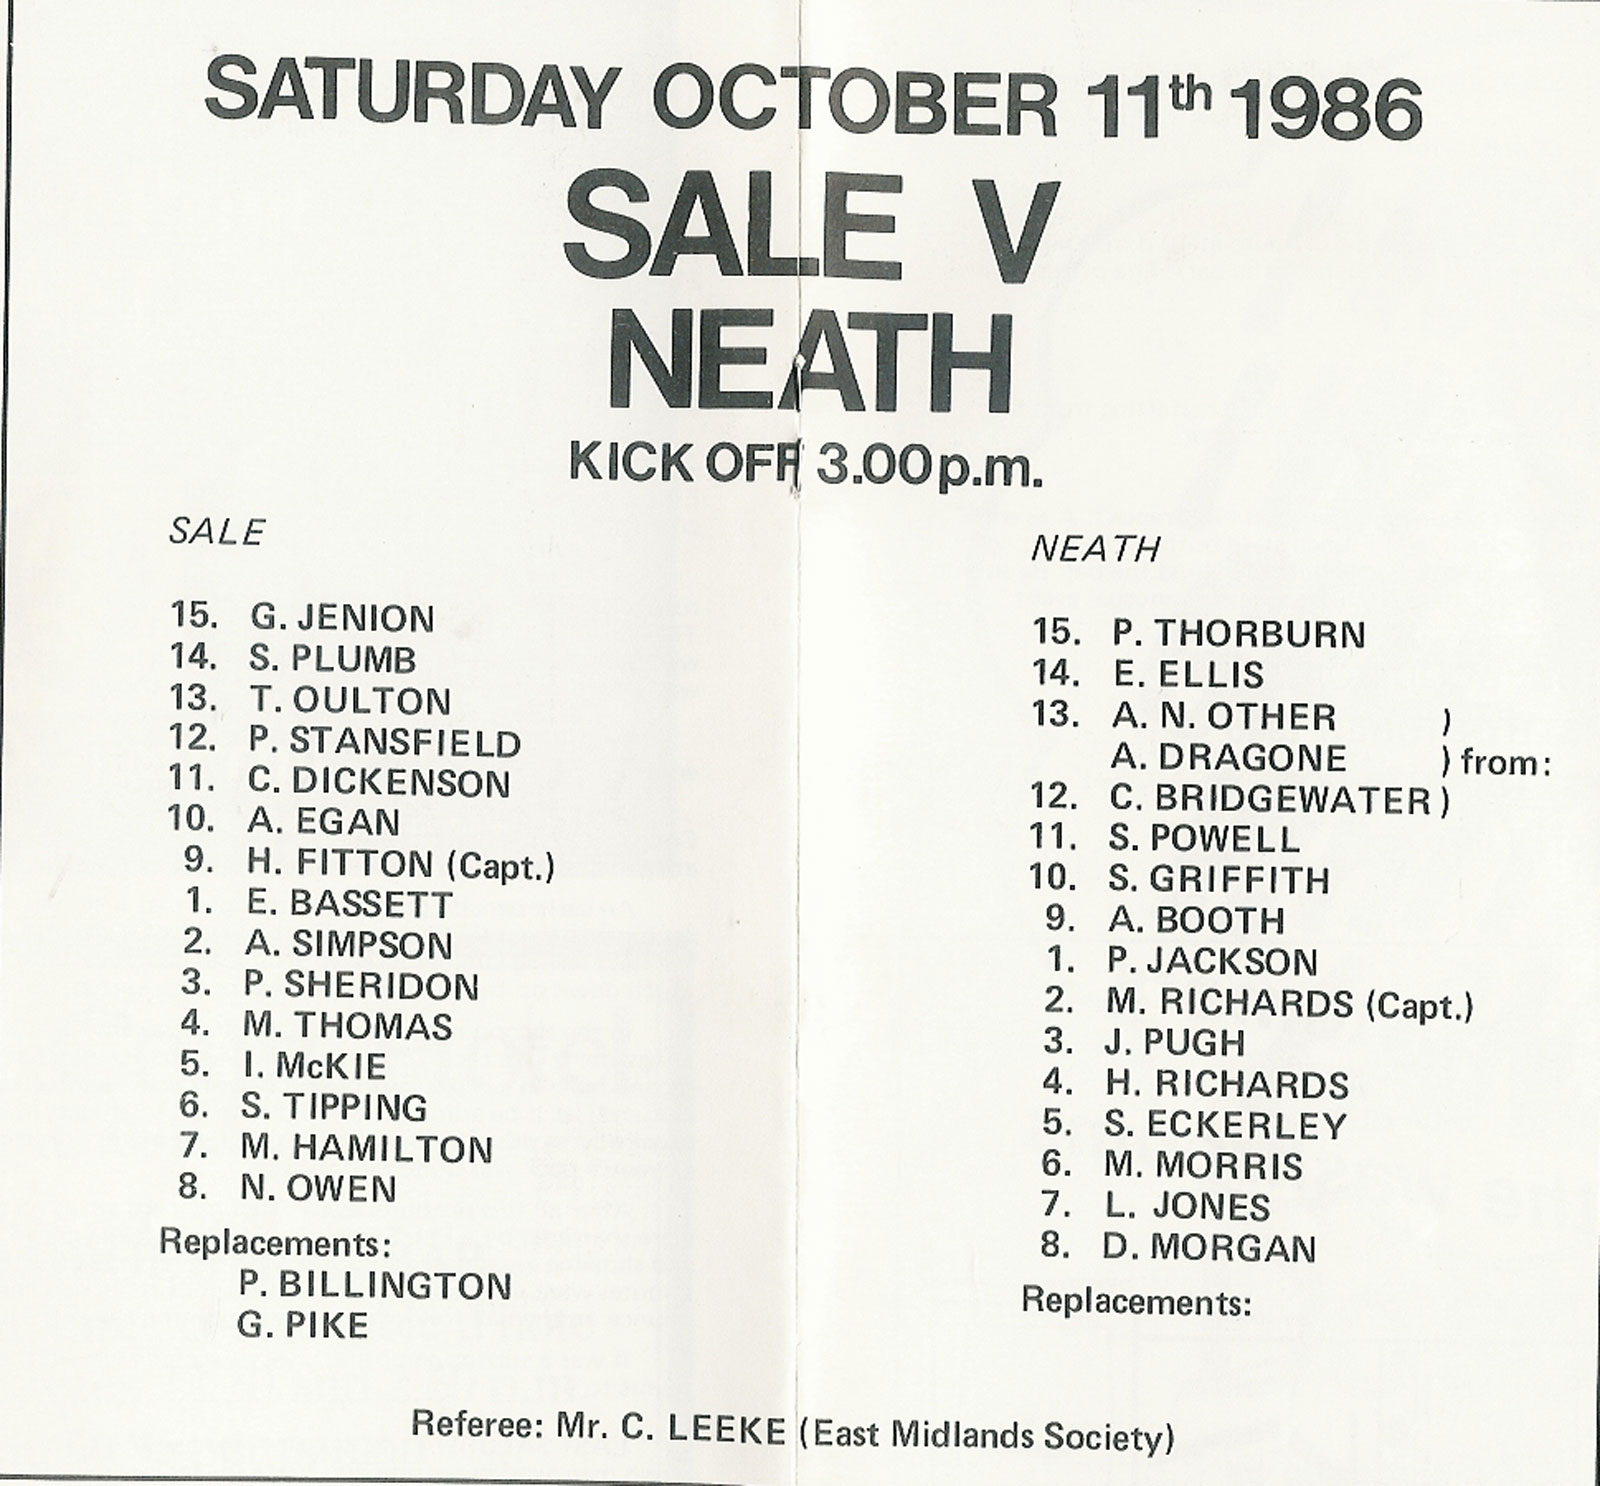 SATURDAY OCTOBER 11th 1986
SALE V
NEATH
KICK OFF 3.00p.m.
SALE
15. G. JENION
14. S. PLUMB
13. T. OULTON
12. P. STANSFIELD
11. C. DICKENSON
10. A. EGAN
9. H. FITTON (Capt.)
1. E. BASSETT
2. A. SIMPSON
3. P. SHERIDON
4. M. THOMAS
5. I. McKIE
6. S. TIPPING
7. M. HAMILTON
8. N. OWEN
Replacements:
P. BILLINGTON
G. PIKE
NEATH
15. P. THORBURN
14. E. ELLIS
13. A. N. OTHER )
A. DRAGONE ) from:
12. C. BRIDGEWATER )
11. S. POWELL
10. S. GRIFFITH
9. A. BOOTH
1. P. JACKSON
2. M. RICHARDS (Capt.)
3. J. PUGH
4. H. RICHARDS
5. S. ECKERLEY
6. M. MORRIS
7. L. JONES
8. D. MORGAN
Replacements:
Referee: Mr. C. LEEKE (East Midlands Society)